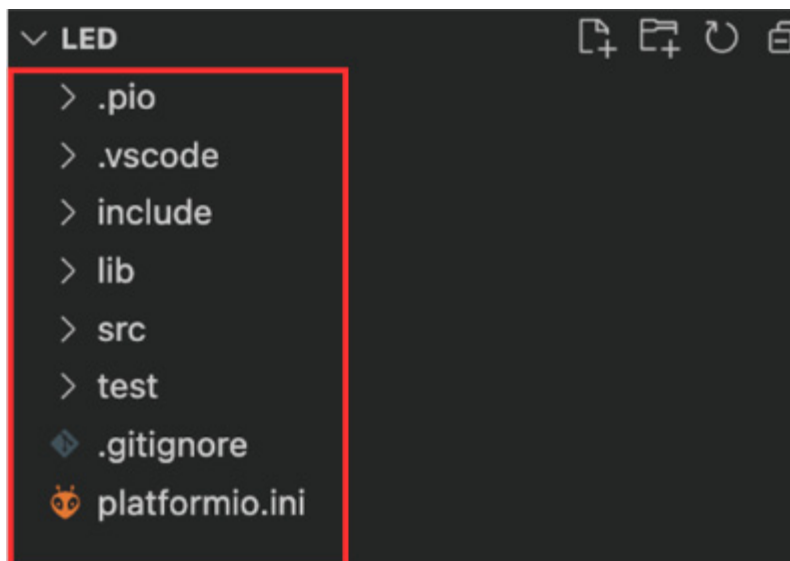 LED
.pio
.vscode
include
lib
src
test
.gitignore
platformio.ini